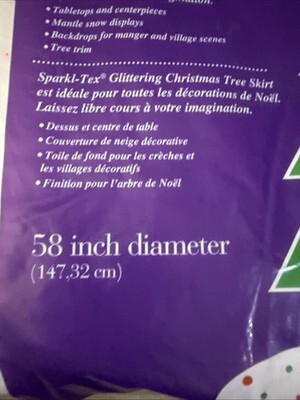 imagination.
• Tabletops and centerpieces
• Mantle snow displays
• Backdrops for manger and village scenes
• Tree trim
Sparkl-Tex® Glittering Christmas Tree Skirt
est idéale pour toutes les décorations de Noël.
Laissez libre cours à votre imagination.
• Dessus et centre de table
• Couverture de neige décorative
• Toile de fond pour les crèches et
les villages décoratifs
• Finition pour l'arbre de Noël
58 inch diameter
(147,32 cm)